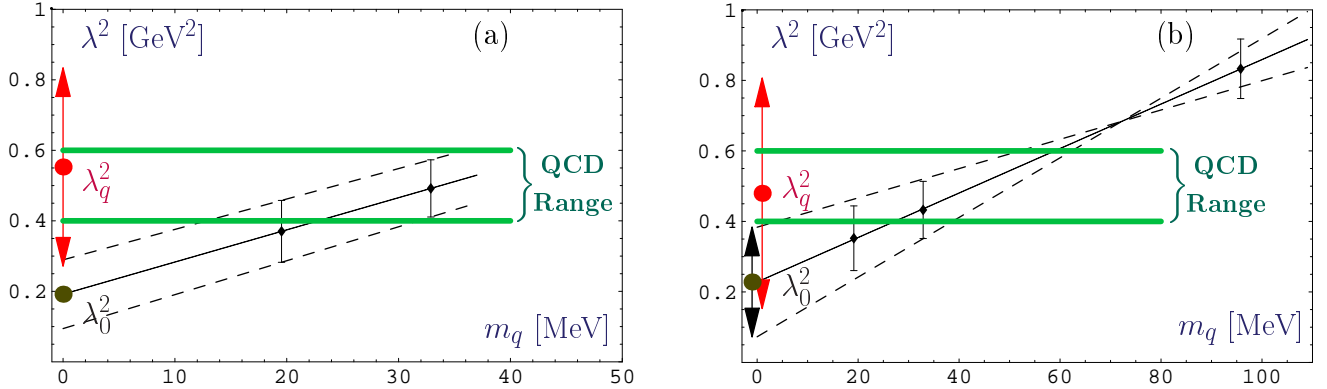 1
λ² [GeV²]
(a)
0.8
0.6
λ_q²
QCD
Range
0.4
0.2
λ_0²
m_q [MeV]
0 10 20 30 40 50
1
λ² [GeV²]
(b)
0.8
0.6
λ_q²
QCD
Range
0.4
0.2
λ_0²
m_q [MeV]
0 20 40 60 80 100